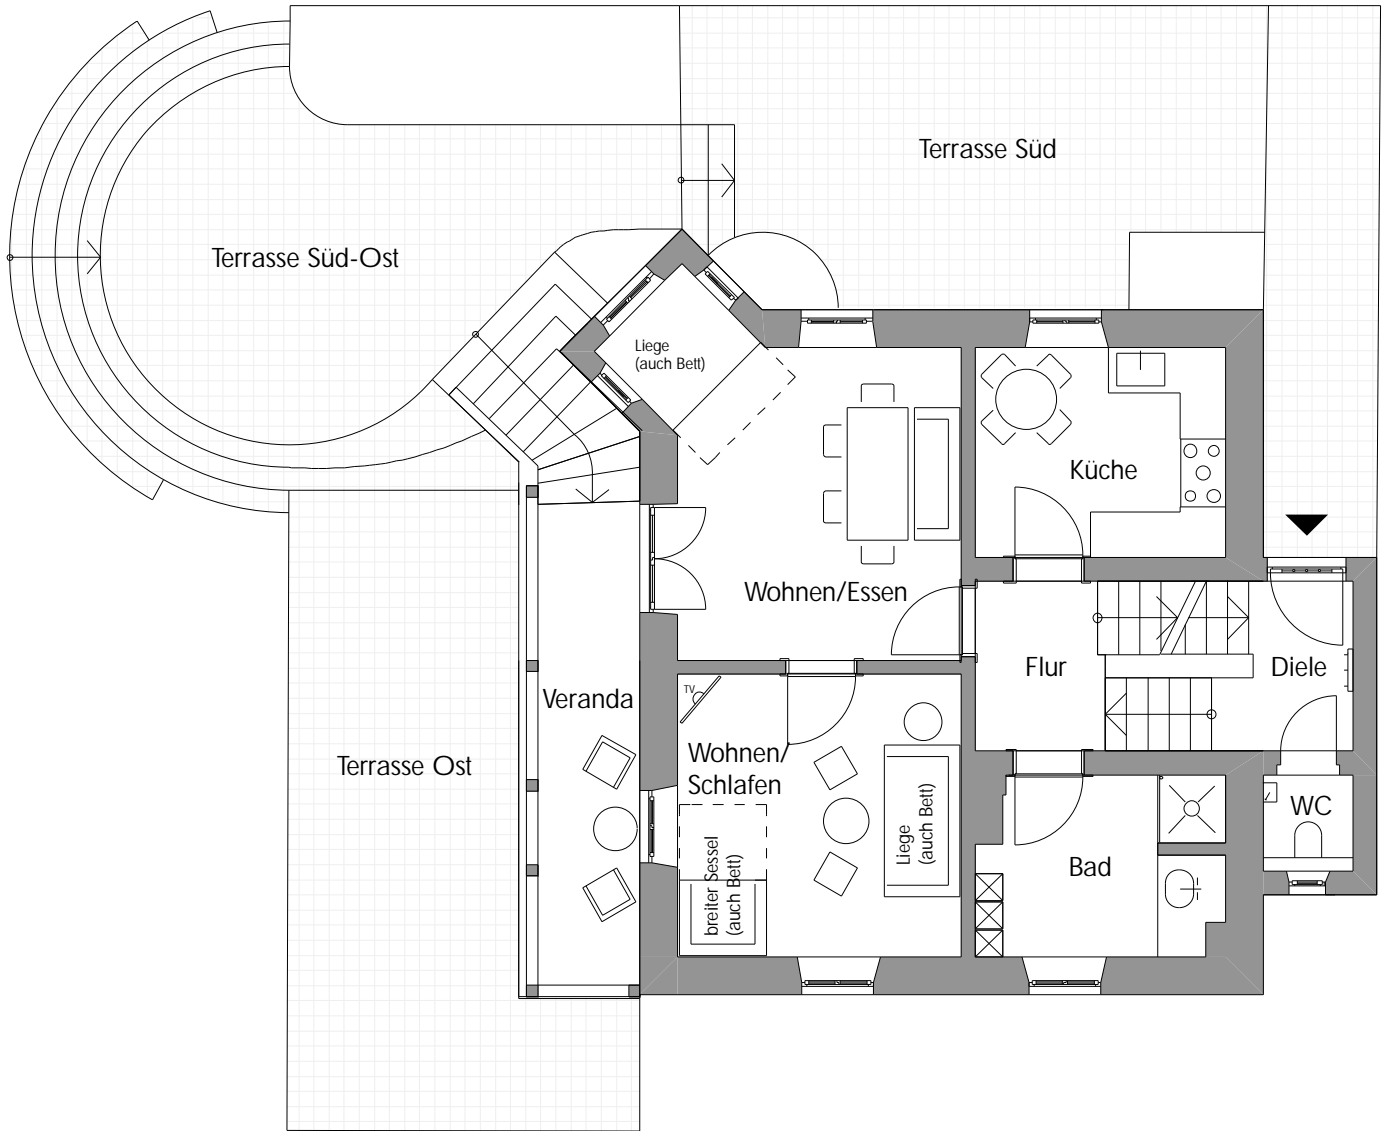 Terrasse Süd
Terrasse Süd-Ost
Liege
(auch Bett)
Küche
Wohnen/Essen
Flur
Diele
TV
Veranda
Wohnen/
Schlafen
Terrasse Ost
WC
Liege
(auch Bett)
Bad
breiter Sessel
(auch Bett)